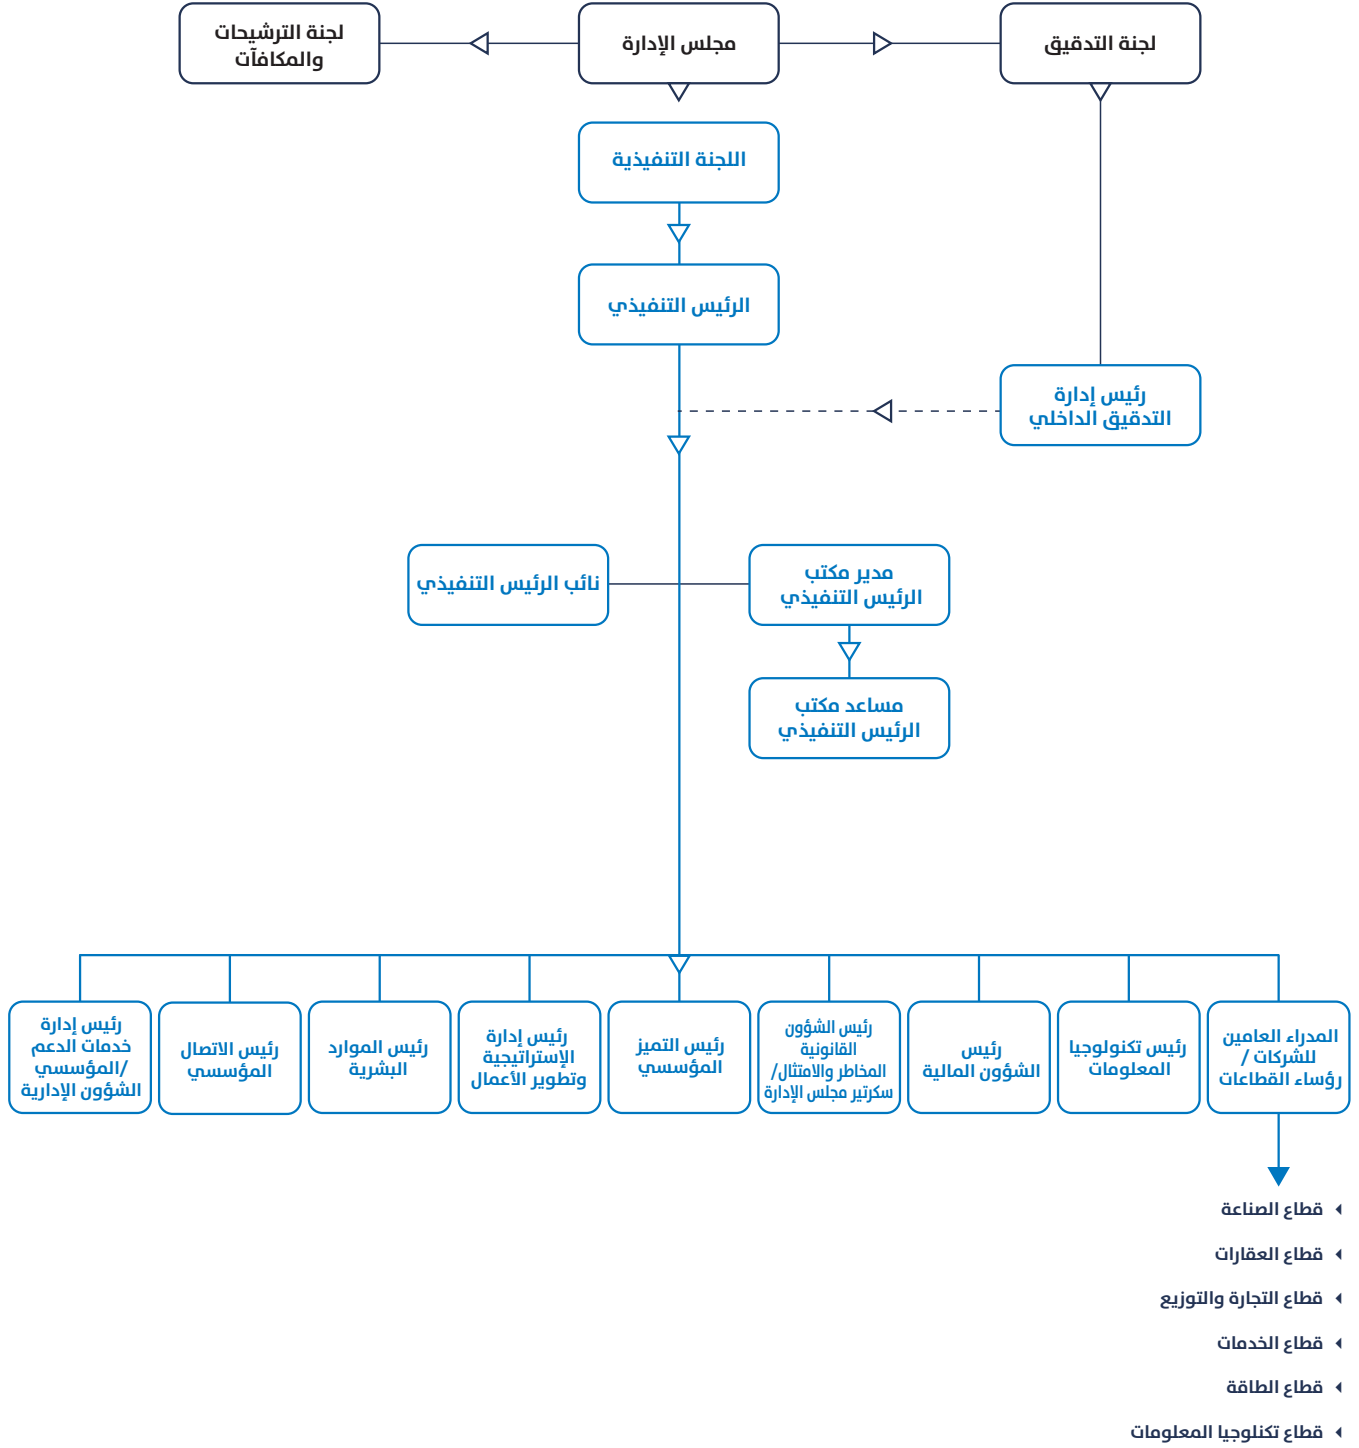 لجنة التدقيق
مجلس الإدارة
لجنة الترشيحات
والمكافآت
اللجنة التنفيذية
الرئيس التنفيذي
رئيس إدارة
التدقيق الداخلي
مدير مكتب
الرئيس التنفيذي
نائب الرئيس التنفيذي
مساعد مكتب
الرئيس التنفيذي
المدراء العامين
للشركات /
رؤساء القطاعات
رئيس تكنولوجيا
المعلومات
رئيس
الشؤون المالية
رئيس الشؤون
القانونية
المخاطر والامتثال/
سكرتير مجلس الإدارة
رئيس التميز
المؤسسي
رئيس إدارة
الإستراتيجية
وتطوير الأعمال
رئيس الموارد
البشرية
رئيس الاتصال
المؤسسي
رئيس إدارة
خدمات الدعم
المؤسسي/
الشؤون الإدارية
قطاع الصناعة
قطاع العقارات
قطاع التجارة والتوزيع
قطاع الخدمات
قطاع الطاقة
قطاع تكنلوجيا المعلومات